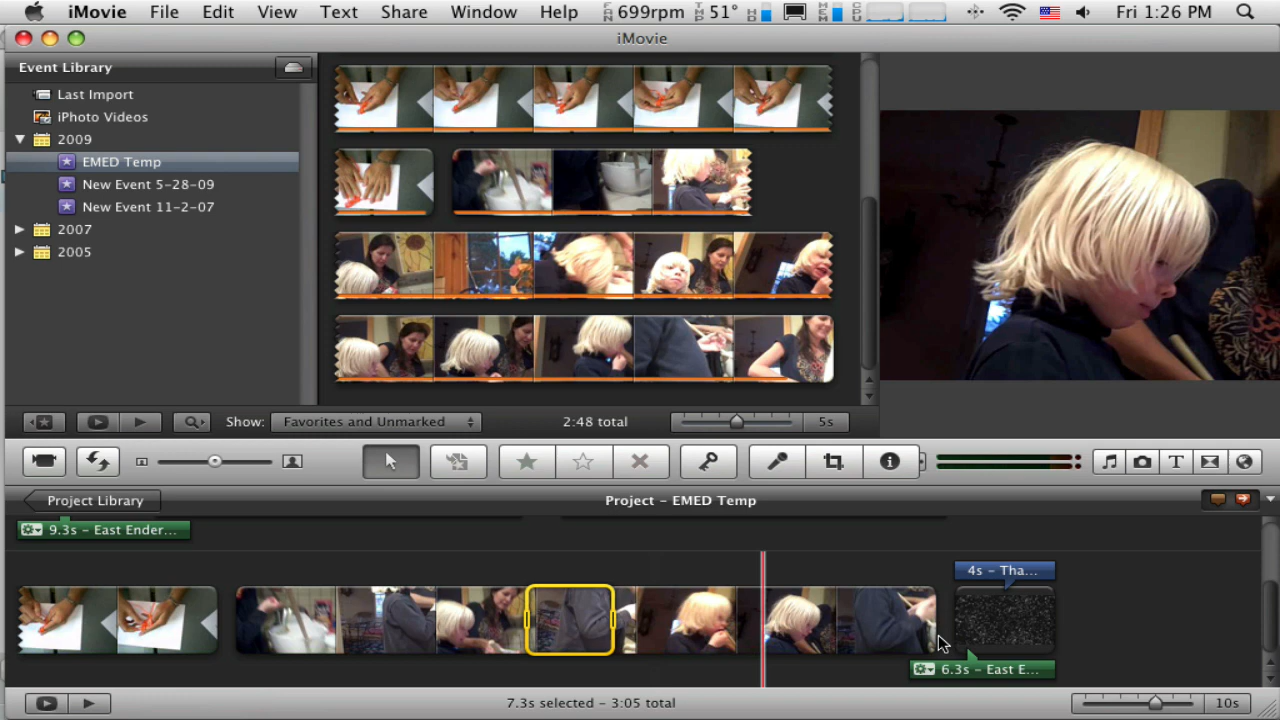 iMovie File Edit View Text Share Window Help FAN 699rpm 51° MEM CPU Fri 1:26 PM
iMovie
Event Library
Last Import
iPhoto Videos
2009
EMED Temp
New Event 5-28-09
New Event 11-2-07
2007
2005
Show: Favorites and Unmarked 2:48 total 5s
Project Library Project - EMED Temp
9.3s - East Ender...
4s - Tha...
6.3s - East E...
7.3s selected - 3:05 total 10s